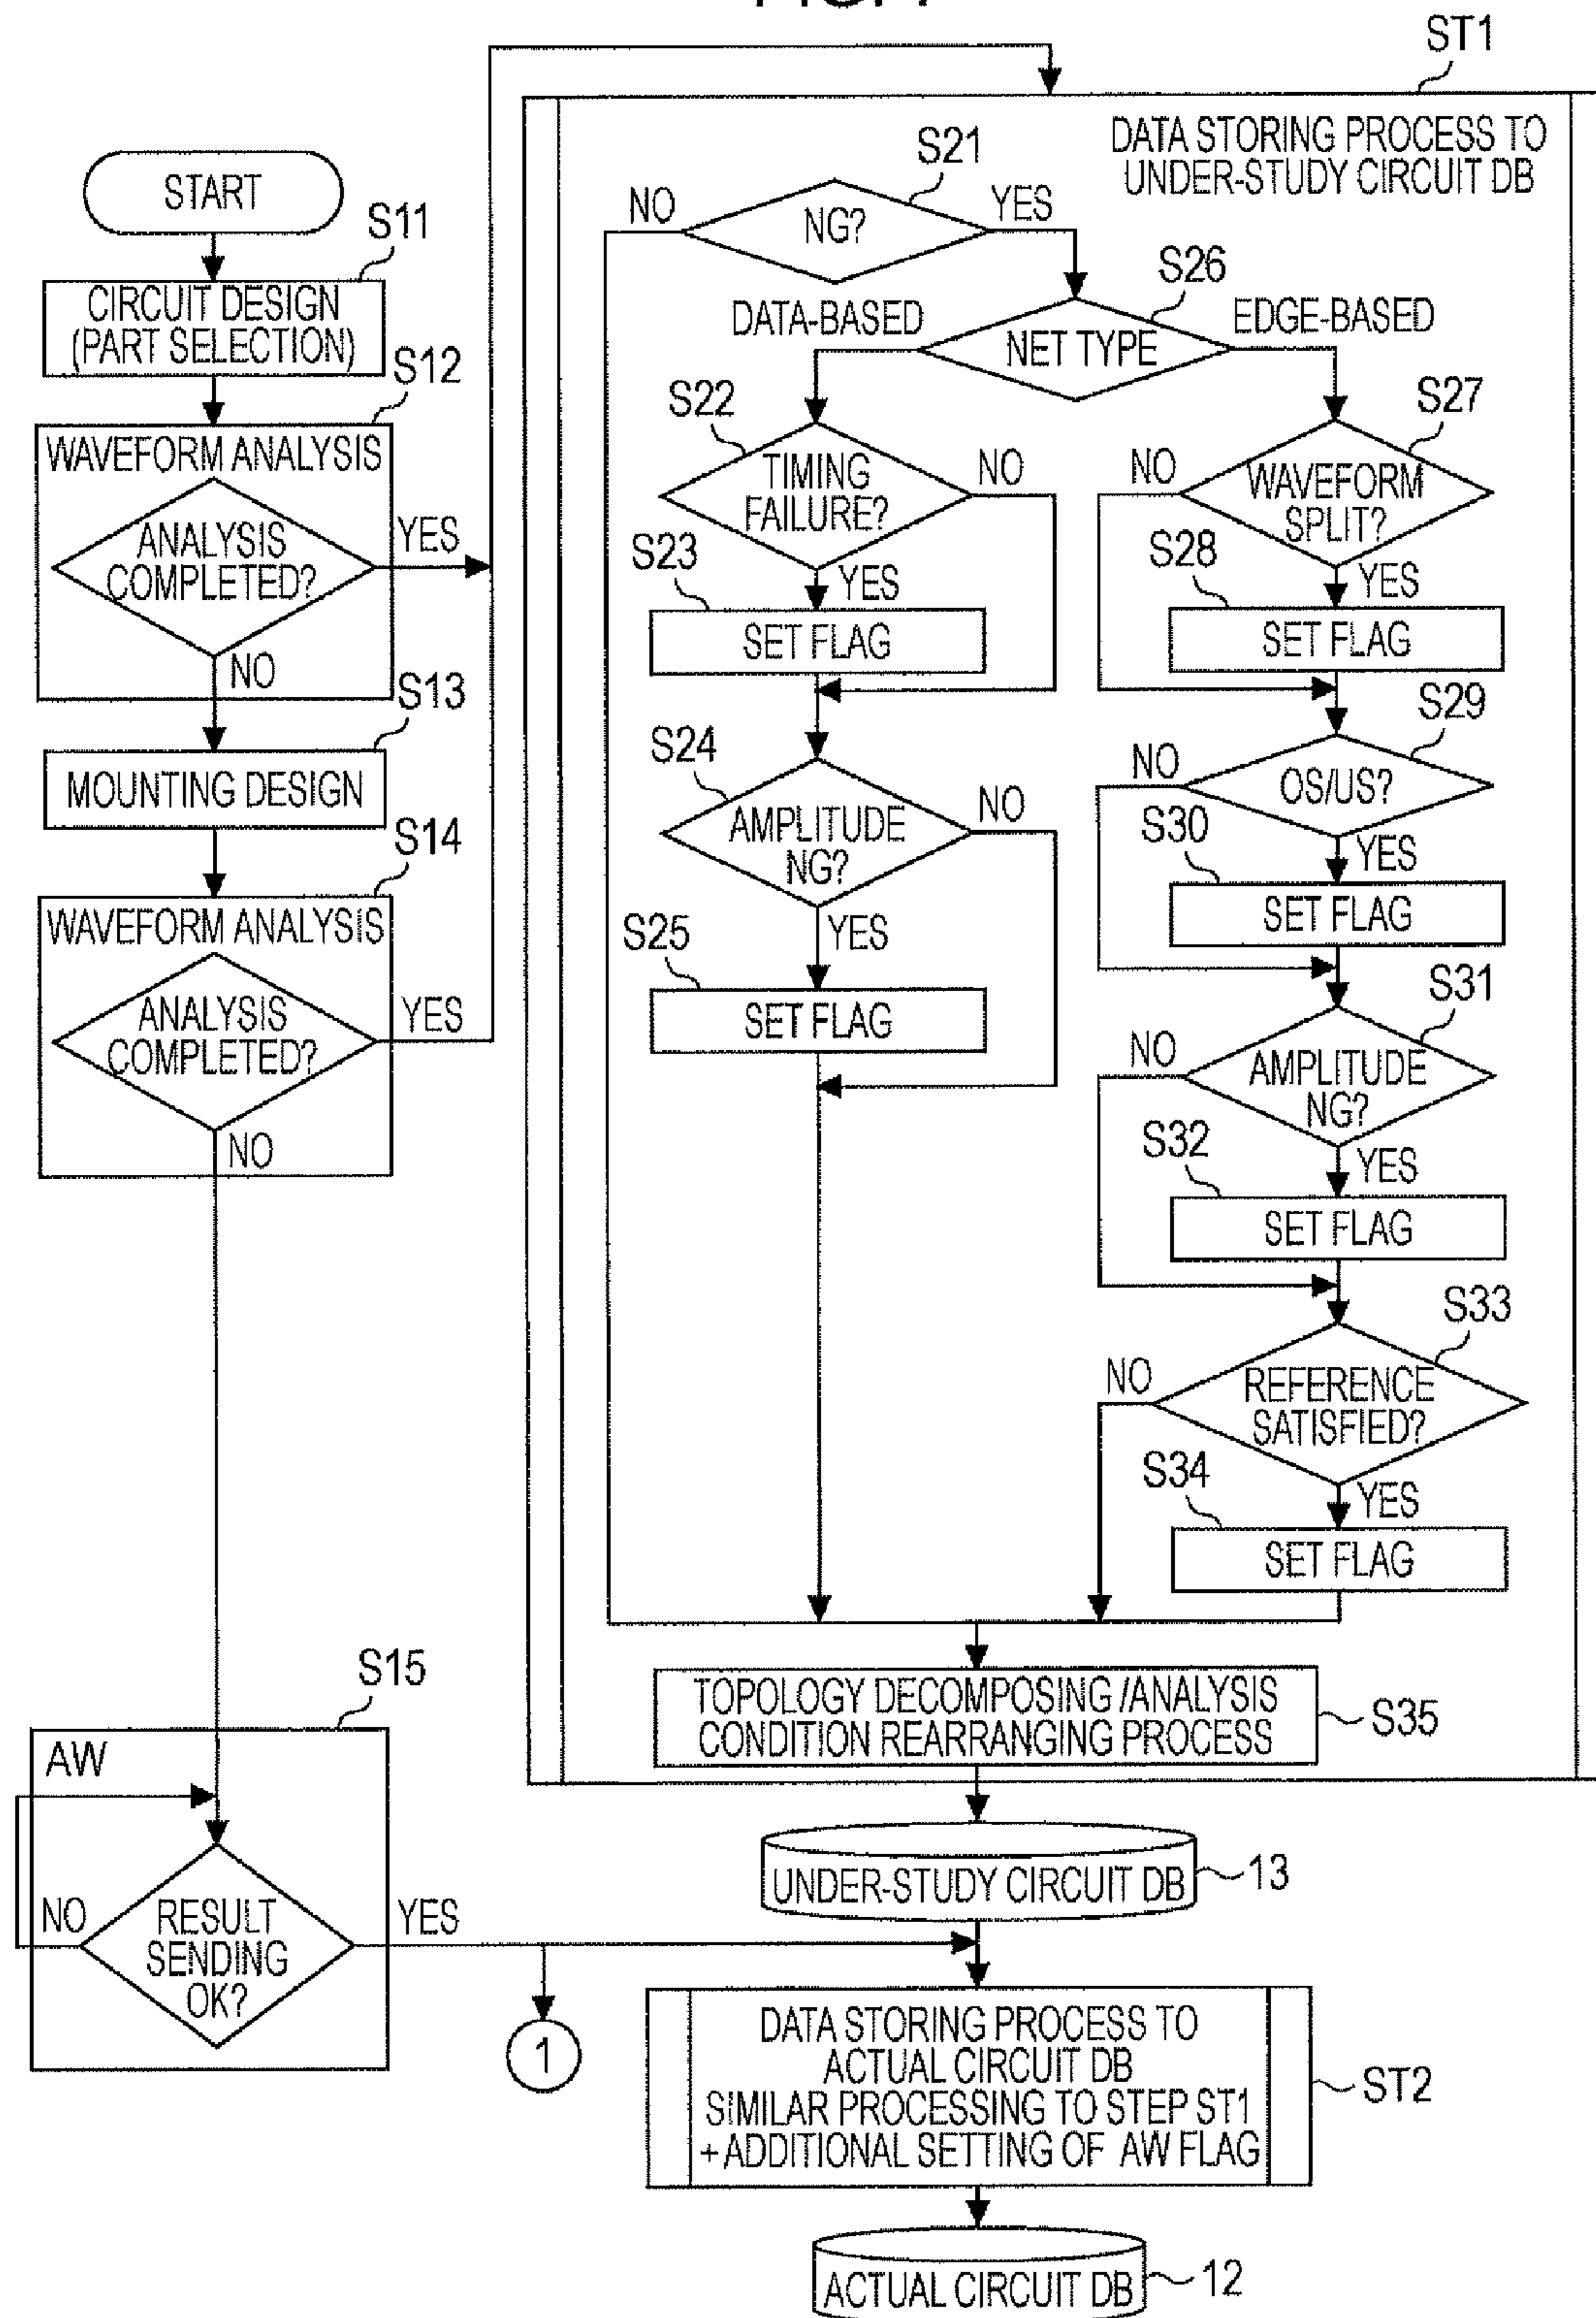 ST1
DATA STORING PROCESS TO
UNDER-STUDY CIRCUIT DB
START
S11
CIRCUIT DESIGN
(PART SELECTION)
S12
WAVEFORM ANALYSIS
ANALYSIS
COMPLETED?
YES
NO
S13
MOUNTING DESIGN
S14
WAVEFORM ANALYSIS
ANALYSIS
COMPLETED?
YES
NO
S15
AW
RESULT
SENDING
OK?
NO
YES
1
S21
NG?
NO
YES
S26
NET TYPE
DATA-BASED
EDGE-BASED
S22
TIMING
FAILURE?
NO
YES
S23
SET FLAG
S24
AMPLITUDE
NG?
NO
YES
S25
SET FLAG
S27
WAVEFORM
SPLIT?
NO
YES
S28
SET FLAG
S29
OS/US?
NO
YES
S30
SET FLAG
S31
AMPLITUDE
NG?
NO
YES
S32
SET FLAG
S33
REFERENCE
SATISFIED?
NO
YES
S34
SET FLAG
TOPOLOGY DECOMPOSING /ANALYSIS
CONDITION REARRANGING PROCESS
S35
UNDER-STUDY CIRCUIT DB
13
DATA STORING PROCESS TO
ACTUAL CIRCUIT DB
SIMILAR PROCESSING TO STEP ST1
+ADDITIONAL SETTING OF AW FLAG
ST2
ACTUAL CIRCUIT DB
12